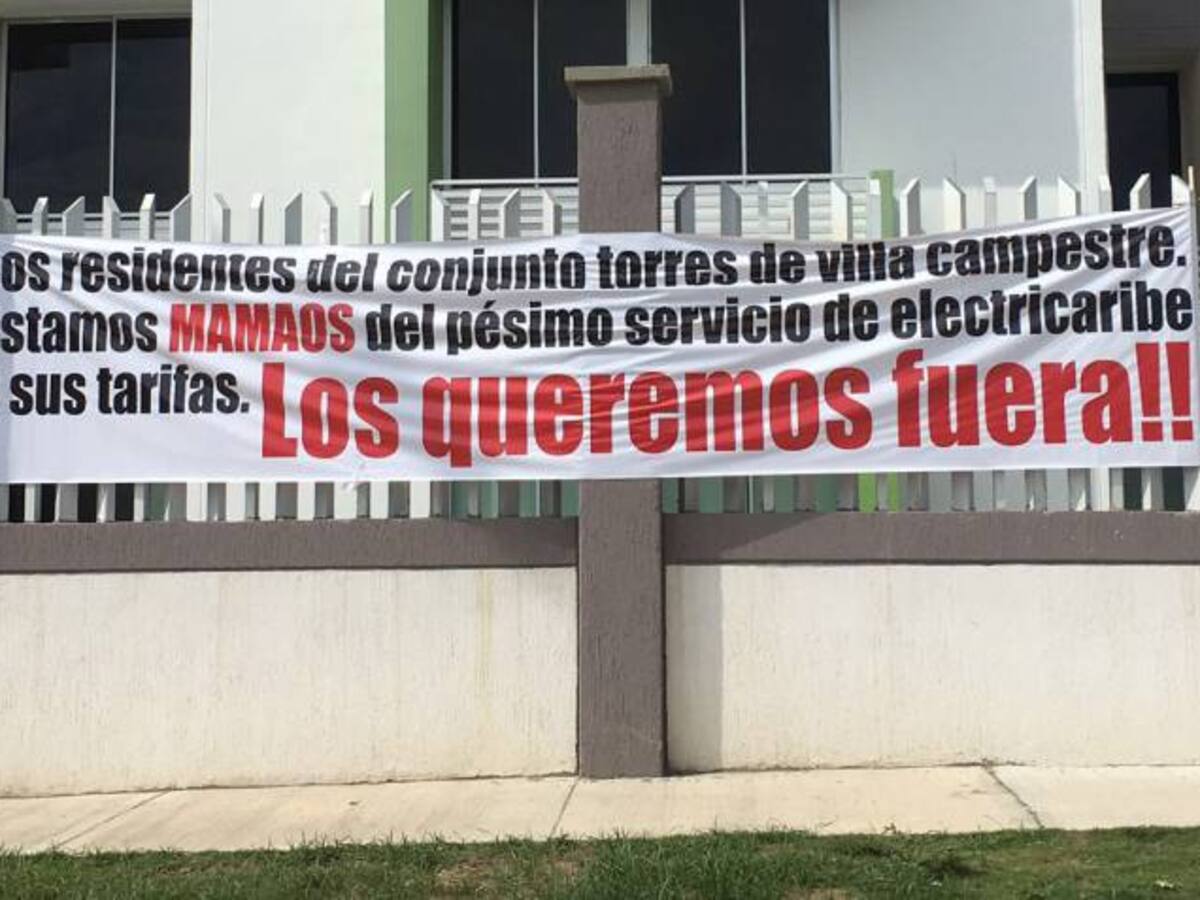 os residentes del conjunto torres de villa campestre.
stamos MAMAOS del pésimo servicio de electricaribe
sus tarifas. Los queremos fuera!!